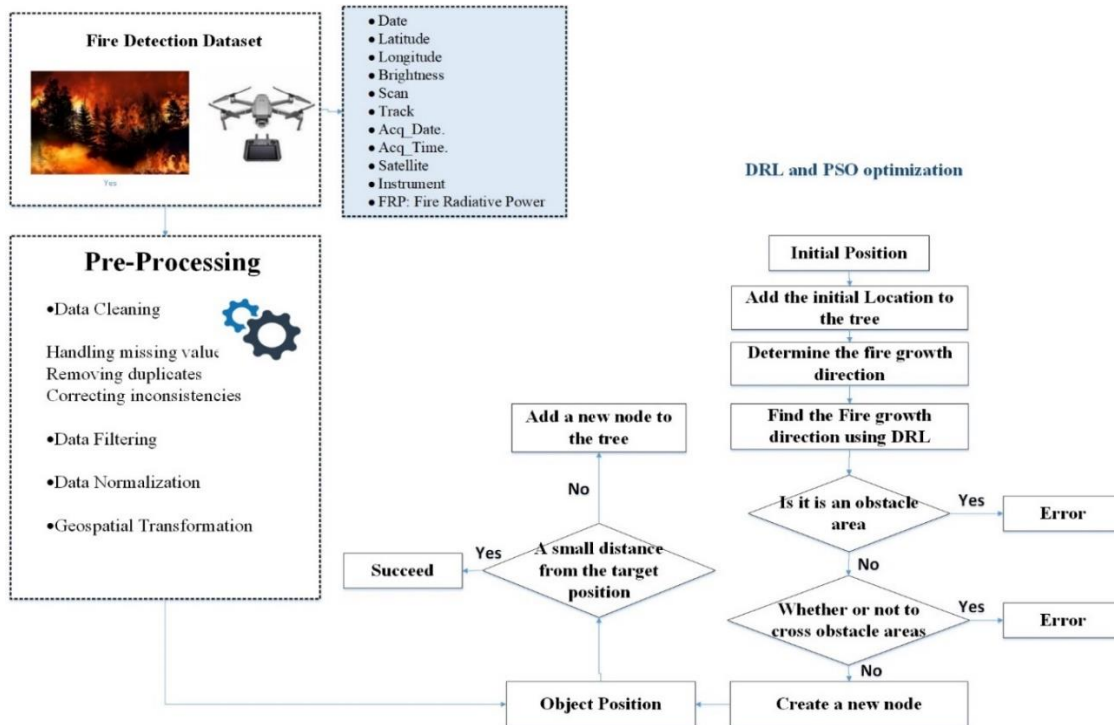 Fire Detection Dataset
Yes
• Date
• Latitude
• Longitude
• Brightness
• Scan
• Track
• Acq_Date.
• Acq_Time.
• Satellite
• Instrument
• FRP: Fire Radiative Power
Pre-Processing
•Data Cleaning
Handling missing value
Removing duplicates
Correcting inconsistencies
•Data Filtering
•Data Normalization
•Geospatial Transformation
DRL and PSO optimization
Initial Position
Add the initial Location to
the tree
Determine the fire growth
direction
Find the Fire growth
direction using DRL
Is it is an obstacle
area
Yes
Error
No
Whether or not to
cross obstacle areas
Yes
Error
No
Create a new node
Object Position
A small distance
from the target
position
Yes
Succeed
No
Add a new node to
the tree